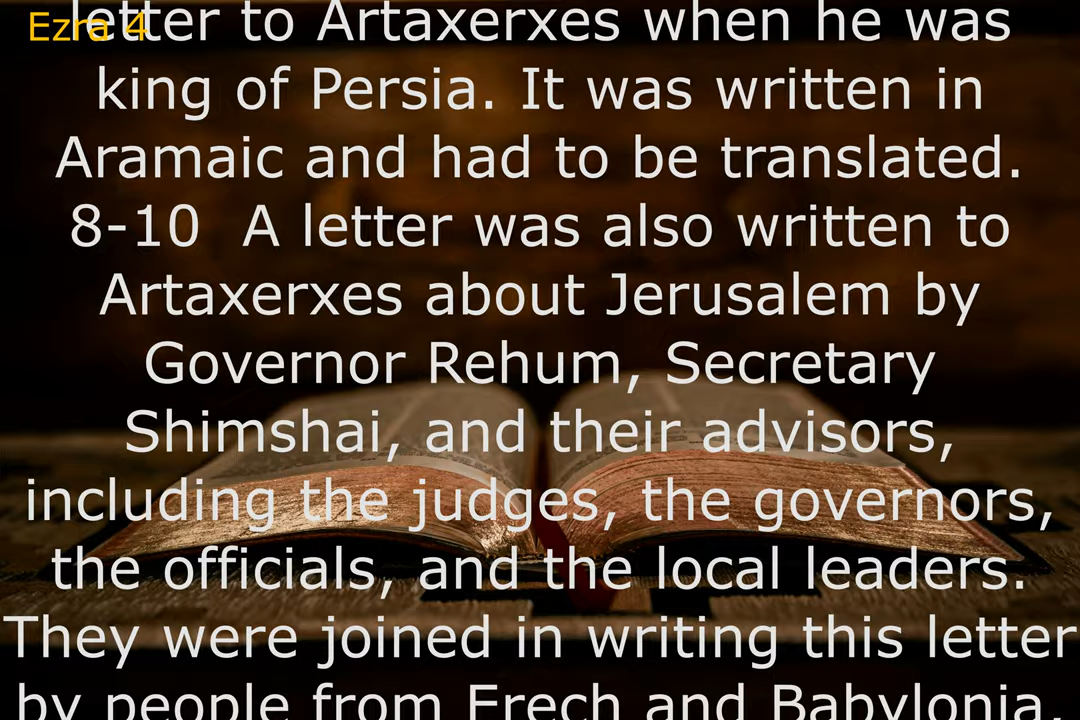 Ezra 4
letter to Artaxerxes when he was
king of Persia. It was written in
Aramaic and had to be translated.
8-10 A letter was also written to
Artaxerxes about Jerusalem by
Governor Rehum, Secretary
Shimshai, and their advisors,
including the judges, the governors,
the officials, and the local leaders.
They were joined in writing this letter
by people from Erech and Babylonia,